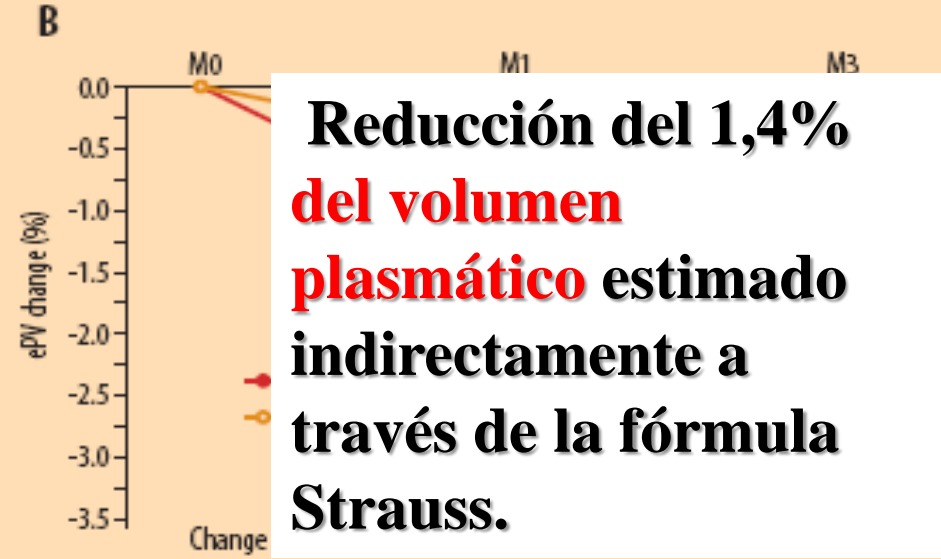 B
M0 M1 M3
0.0
-0.5
-1.0
-1.5
-2.0
-2.5
-3.0
-3.5
ePV change (%)
Reducción del 1,4%
del volumen
plasmático estimado
indirectamente a
través de la fórmula
Strauss.
Change